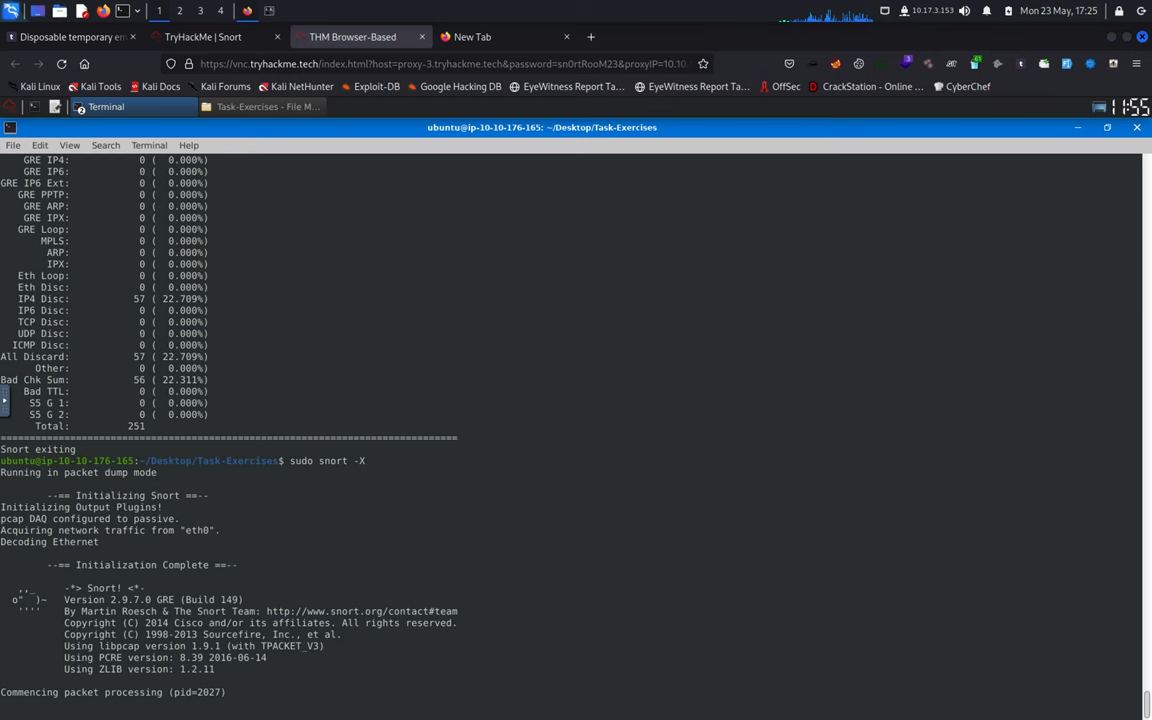 1 2 3 4 10.17.3.153 Mon 23 May, 17:25
Disposable temporary em TryHackMe | Snort THM Browser-Based New Tab
https://vnc.tryhackme.tech/index.html?host=proxy-3.tryhackme.tech&password=sn0rtRooM23&proxyIP=10.10
Kali Linux Kali Tools Kali Docs Kali Forums Kali NetHunter Exploit-DB Google Hacking DB EyeWitness Report Ta... EyeWitness Report Ta... OffSec CrackStation - Online ... CyberChef
Terminal Task-Exercises - File M... 11:55
ubuntu@ip-10-10-176-165: ~/Desktop/Task-Exercises
File Edit View Search Terminal Help
GRE IP4: 0 ( 0.000%)
GRE IP6: 0 ( 0.000%)
GRE IP6 Ext: 0 ( 0.000%)
GRE PPTP: 0 ( 0.000%)
GRE ARP: 0 ( 0.000%)
GRE IPX: 0 ( 0.000%)
GRE Loop: 0 ( 0.000%)
MPLS: 0 ( 0.000%)
ARP: 0 ( 0.000%)
IPX: 0 ( 0.000%)
Eth Loop: 0 ( 0.000%)
Eth Disc: 0 ( 0.000%)
IP4 Disc: 57 ( 22.709%)
IP6 Disc: 0 ( 0.000%)
TCP Disc: 0 ( 0.000%)
UDP Disc: 0 ( 0.000%)
ICMP Disc: 0 ( 0.000%)
All Discard: 57 ( 22.709%)
Other: 0 ( 0.000%)
Bad Chk Sum: 56 ( 22.311%)
Bad TTL: 0 ( 0.000%)
S5 G 1: 0 ( 0.000%)
S5 G 2: 0 ( 0.000%)
Total: 251
===============================================================================
Snort exiting
ubuntu@ip-10-10-176-165:~/Desktop/Task-Exercises$ sudo snort -X
Running in packet dump mode
--== Initializing Snort ==--
Initializing Output Plugins!
pcap DAQ configured to passive.
Acquiring network traffic from "eth0".
Decoding Ethernet
--== Initialization Complete ==--
,,_ -*> Snort! <*-
o" )~ Version 2.9.7.0 GRE (Build 149)
'''' By Martin Roesch & The Snort Team: http://www.snort.org/contact#team
Copyright (C) 2014 Cisco and/or its affiliates. All rights reserved.
Copyright (C) 1998-2013 Sourcefire, Inc., et al.
Using libpcap version 1.9.1 (with TPACKET_V3)
Using PCRE version: 8.39 2016-06-14
Using ZLIB version: 1.2.11
Commencing packet processing (pid=2027)